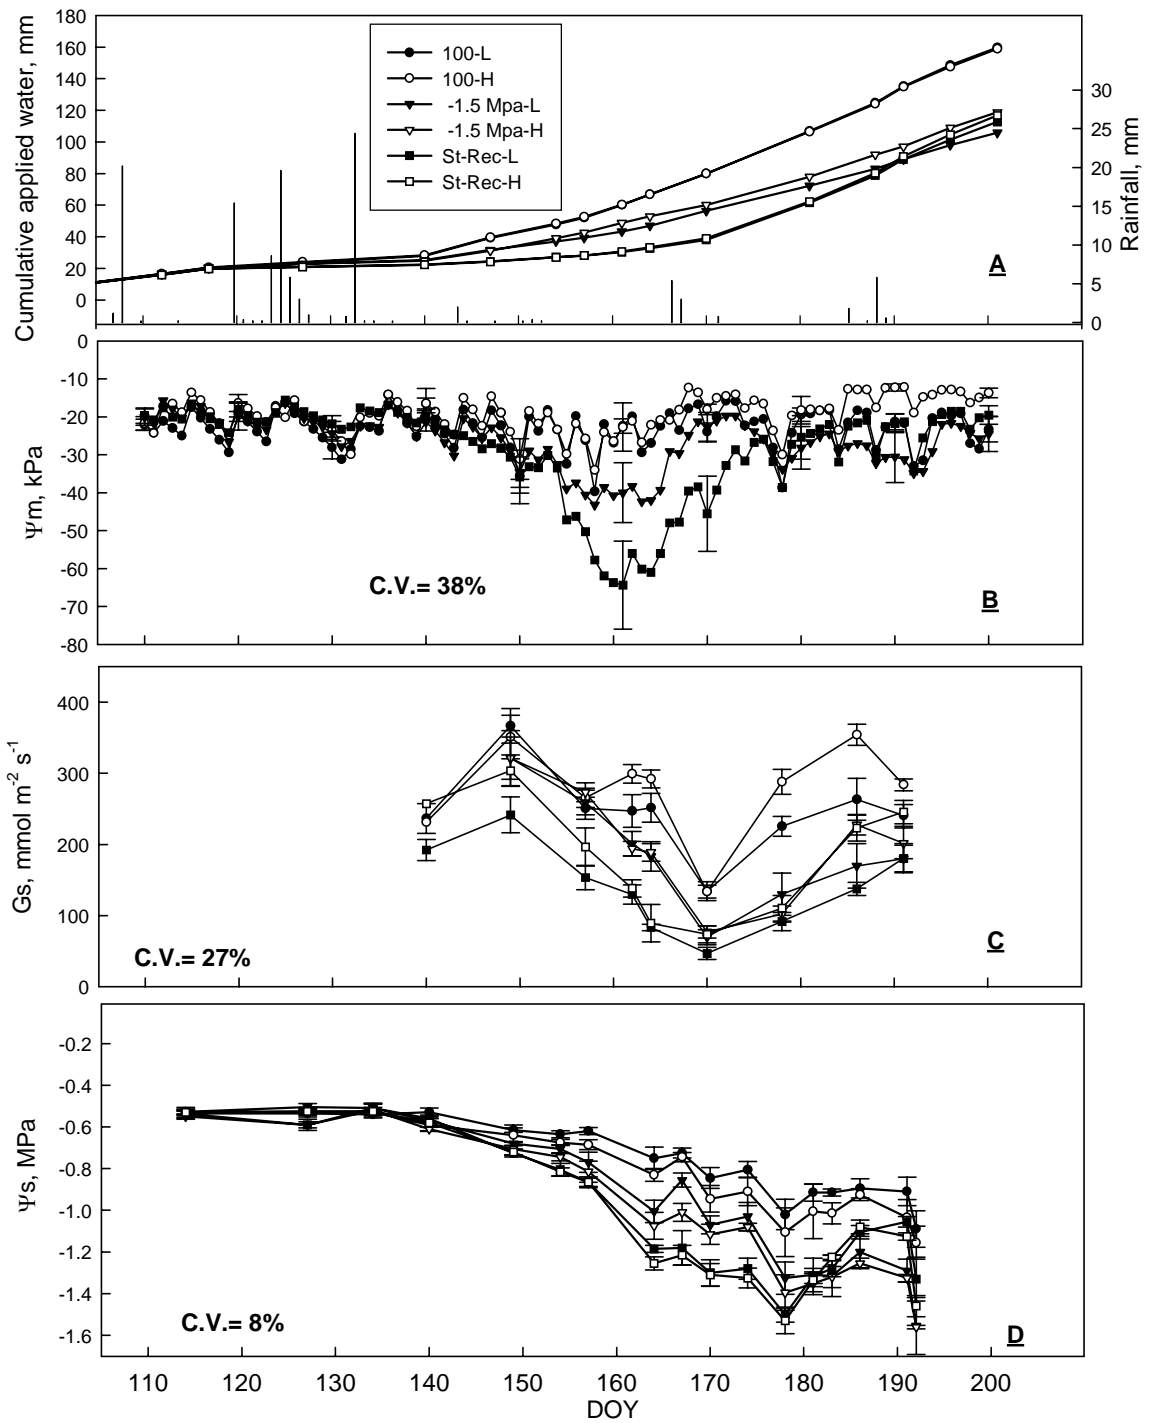 180
160
140
120
100
80
60
40
20
0
Cumulative applied water, mm
100-L
100-H
-1.5 Mpa-L
-1.5 Mpa-H
St-Rec-L
St-Rec-H
30
25
20
15
10
5
0
Rainfall, mm
A
0
-10
-20
-30
-40
-50
-60
-70
-80
Ψm, kPa
C.V.= 38%
B
400
300
200
100
0
Gs, mmol m⁻² s⁻¹
C.V.= 27%
C
-0.2
-0.4
-0.6
-0.8
-1.0
-1.2
-1.4
-1.6
Ψs, MPa
C.V.= 8%
D
110 120 130 140 150 160 170 180 190 200
DOY